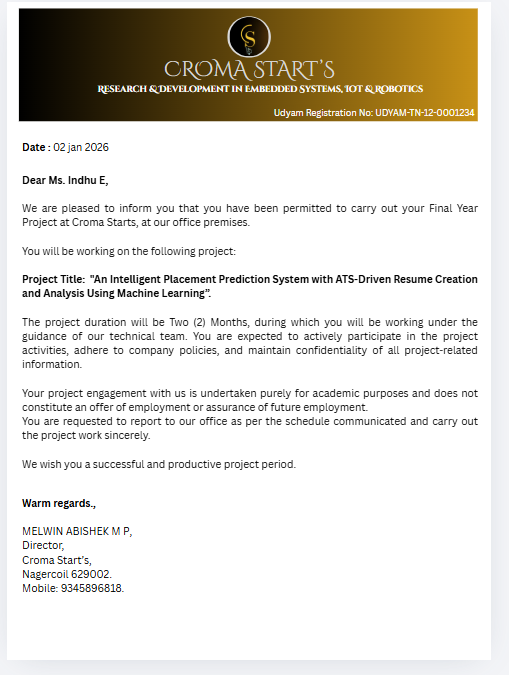 S
CROMA START'S
RESEARCH & DEVELOPMENT IN EMBEDDED SYSTEMS, IOT & ROBOTICS
Udyam Registration No: UDYAM-TN-12-0001234
Date : 02 jan 2026
Dear Ms. Indhu E,
We are pleased to inform you that you have been permitted to carry out your Final Year
Project at Croma Starts, at our office premises.
You will be working on the following project:
Project Title: "An Intelligent Placement Prediction System with ATS-Driven Resume Creation
and Analysis Using Machine Learning”.
The project duration will be Two (2) Months, during which you will be working under the
guidance of our technical team. You are expected to actively participate in the project
activities, adhere to company policies, and maintain confidentiality of all project-related
information.
Your project engagement with us is undertaken purely for academic purposes and does not
constitute an offer of employment or assurance of future employment.
You are requested to report to our office as per the schedule communicated and carry out
the project work sincerely.
We wish you a successful and productive project period.
Warm regards.,
MELWIN ABISHEK M P,
Director,
Croma Start's,
Nagercoil 629002.
Mobile: 9345896818.